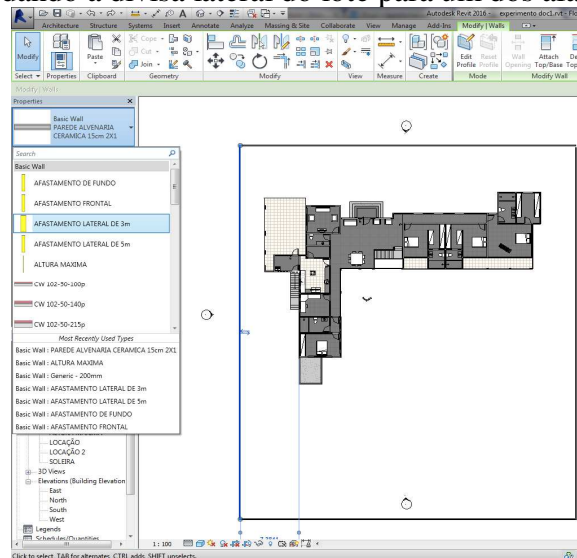 Autodesk Revit 2016 - experimento doc1.rvt - Fl
Architecture Structure Systems Insert Annotate Analyze Massing & Site Collaborate View Manage Add-Ins Modify | Walls
Modify
Paste
Cope
Cut
Join
Edit Profile
Reset Profile
Wall Opening
Attach Top/Base
Select Properties Clipboard Geometry Modify View Measure Create Mode Modify Wall
Modify | Walls
Properties
Basic Wall
PAREDE ALVENARIA
CERAMICA 15cm 2X1
Search
Basic Wall
AFASTAMENTO DE FUNDO
AFASTAMENTO FRONTAL
AFASTAMENTO LATERAL DE 3m
AFASTAMENTO LATERAL DE 5m
ALTURA MAXIMA
CW 102-50-100p
CW 102-50-140p
CW 102-50-215p
Most Recently Used Types
Basic Wall : PAREDE ALVENARIA CERAMICA 15cm 2X1
Basic Wall : ALTURA MAXIMA
Basic Wall : Generic - 200mm
Basic Wall : AFASTAMENTO LATERAL DE 3m
Basic Wall : AFASTAMENTO LATERAL DE 5m
Basic Wall : AFASTAMENTO DE FUNDO
Basic Wall : AFASTAMENTO FRONTAL
LOCAÇÃO
LOCAÇÃO 2
SOLEIRA
3D Views
Elevations (Building Elevation
East
North
South
West
Legends
Schedules/Quantities
1 : 100
Click to select, TAB for alternates, CTRL adds, SHIFT unselects.